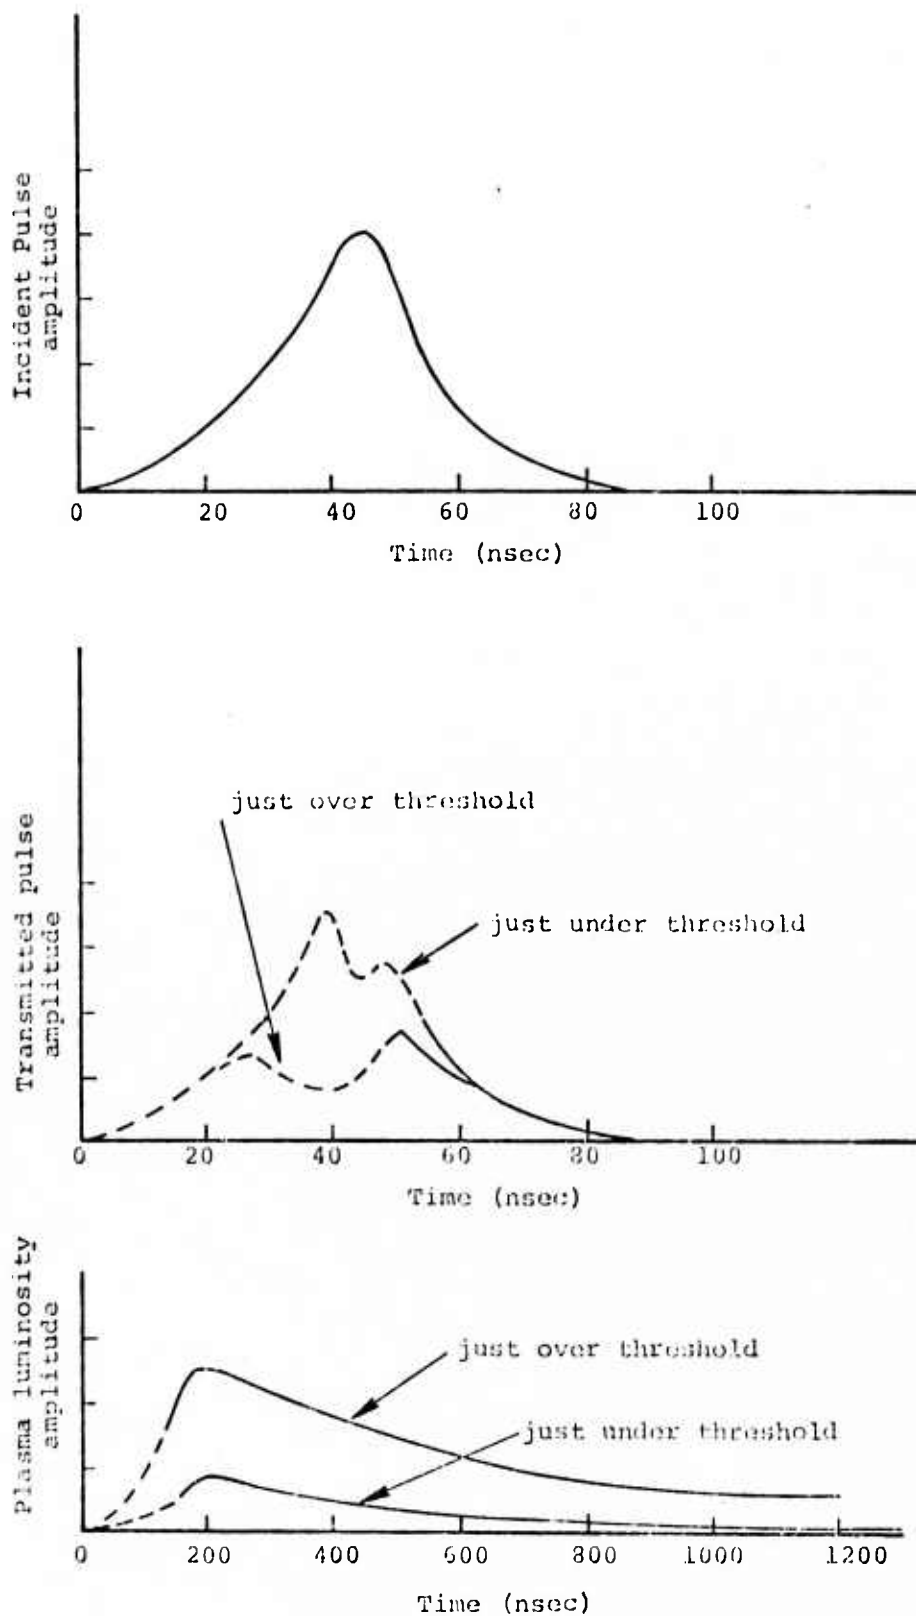 Incident Pulse
amplitude
0 20 40 60 80 100
Time (nsec)
Transmitted pulse
amplitude
just over threshold
just under threshold
0 20 40 60 80 100
Time (nsec)
Plasma luminosity
amplitude
just over threshold
just under threshold
0 200 400 600 800 1000 1200
Time (nsec)